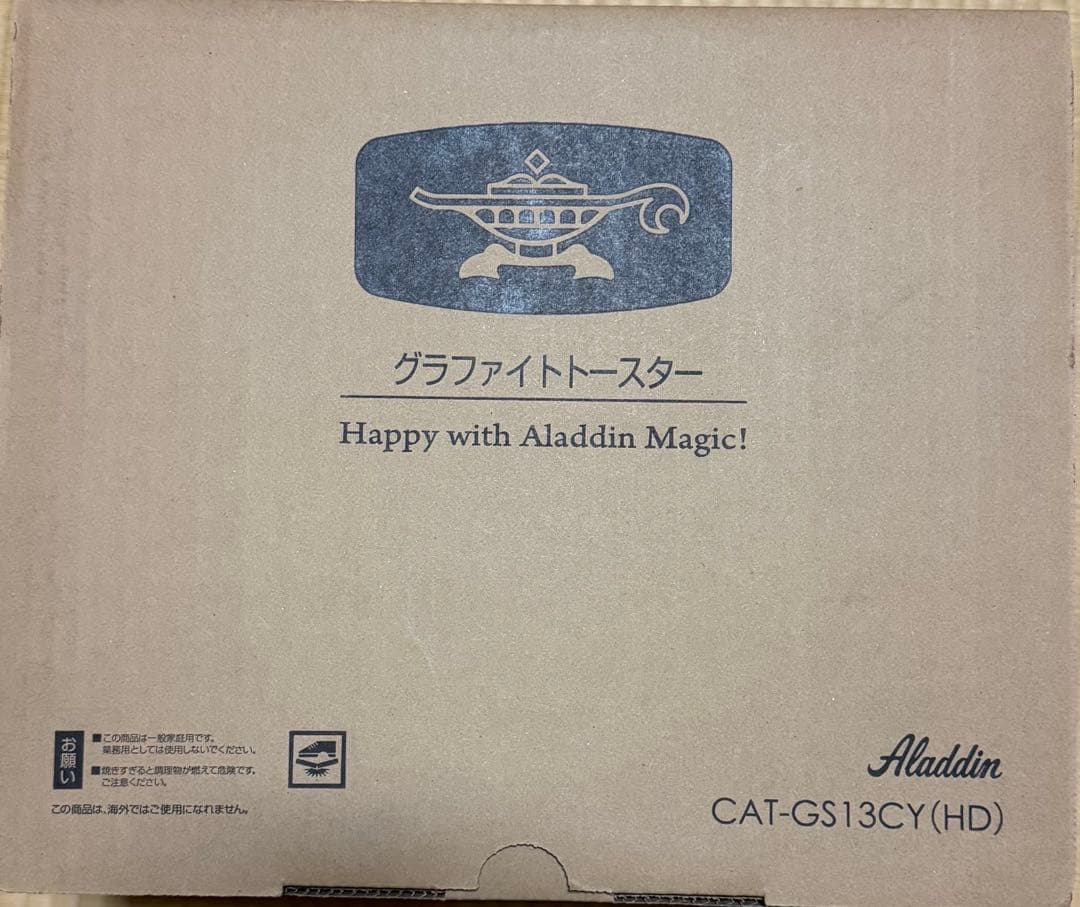 グラファイトトースター
Happy with Aladdin Magic!
お願い
■この商品は一般家庭用です。
業務用としては使用しないでください。
■焼きすぎると調理物が燃えて危険です。
ご注意ください。
この商品は、海外ではご使用になれません。
Aladdin
CAT-GS13CY(HD)